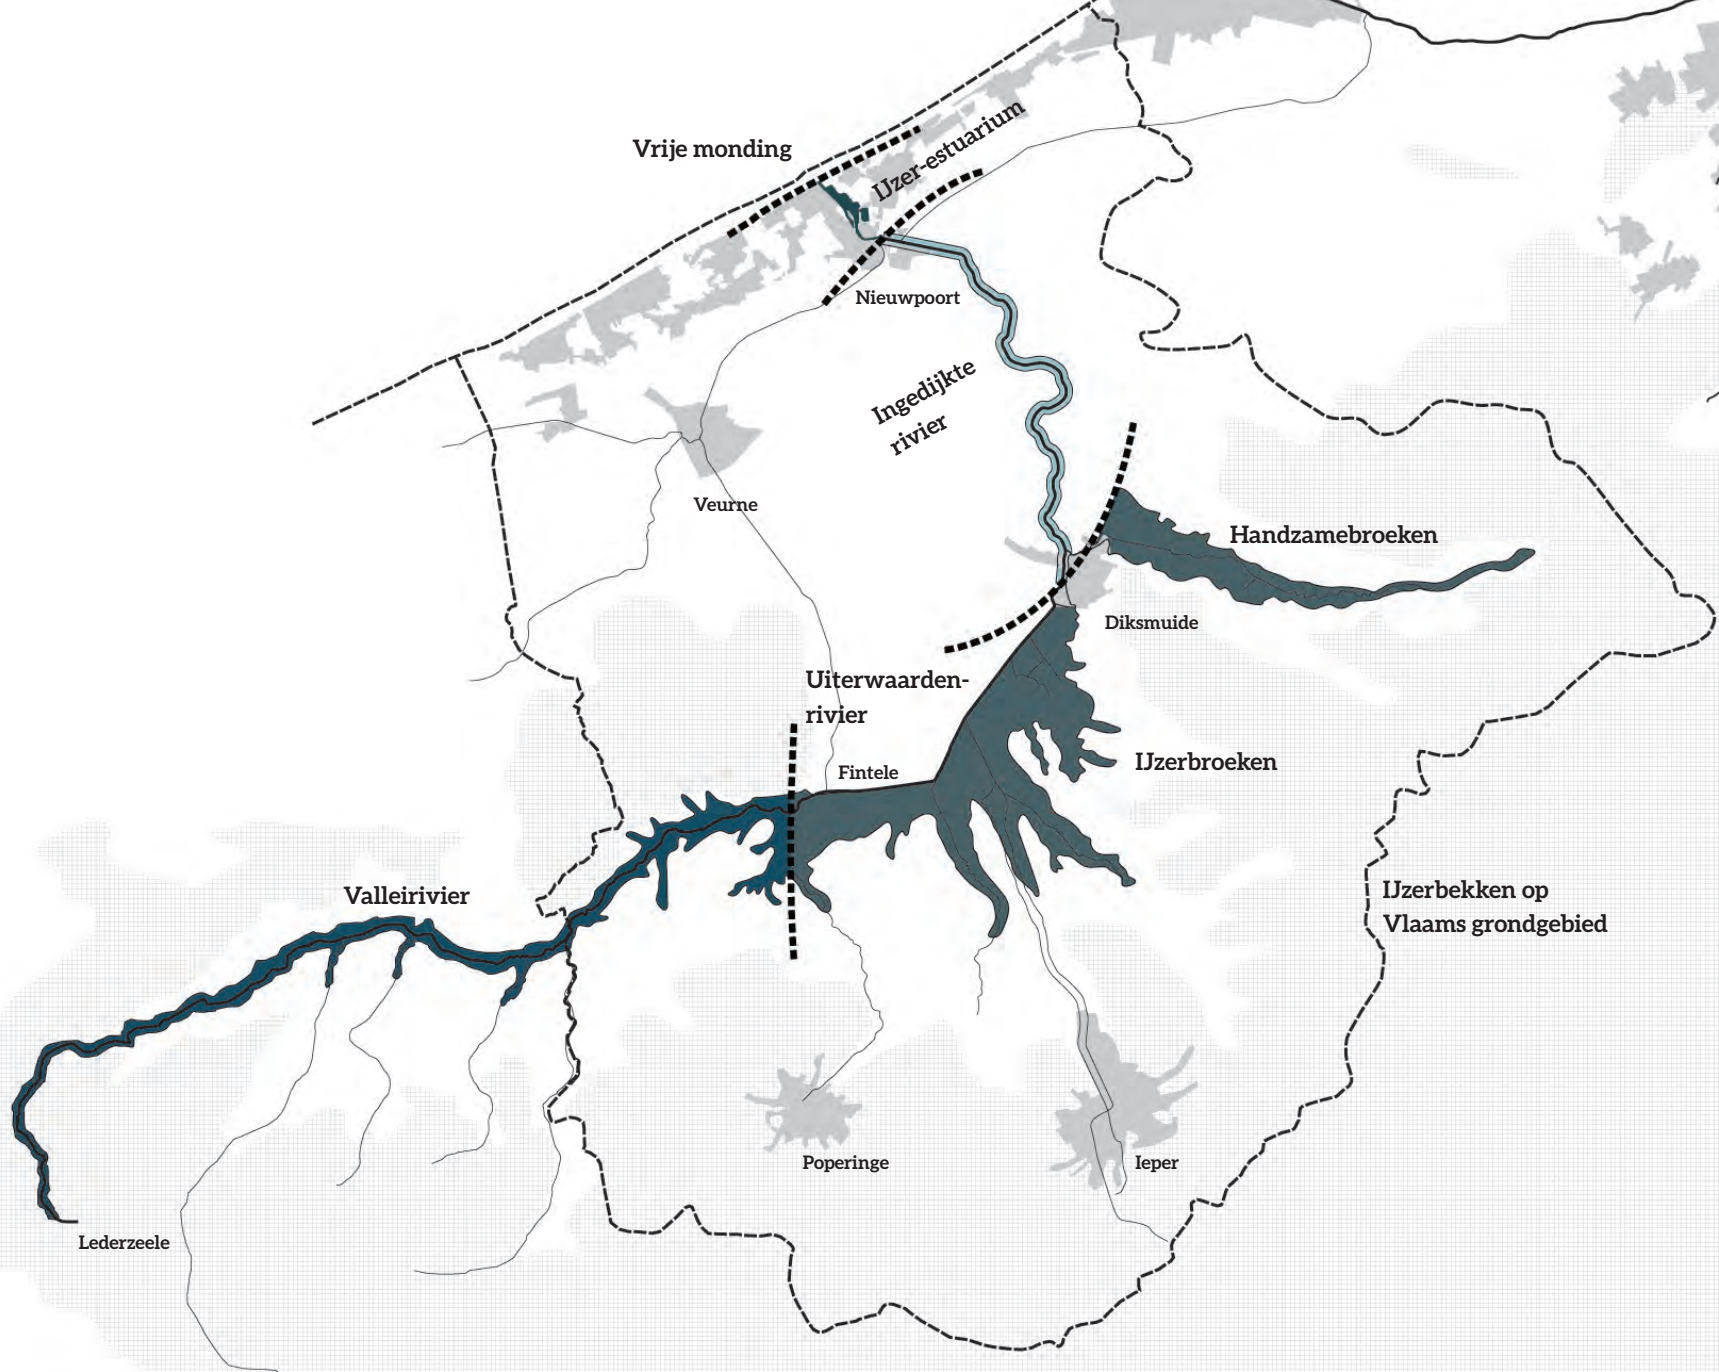 Vrije monding
IJzer-estuarium
Nieuwpoort
Ingedijkte
rivier
Veurne
Handzamebroeken
Diksmuide
Uiterwaarden-
rivier
Fintele
IJzerbroeken
Valleirivier
IJzerbekken op
Vlaams grondgebied
Poperinge
Ieper
Lederzeele